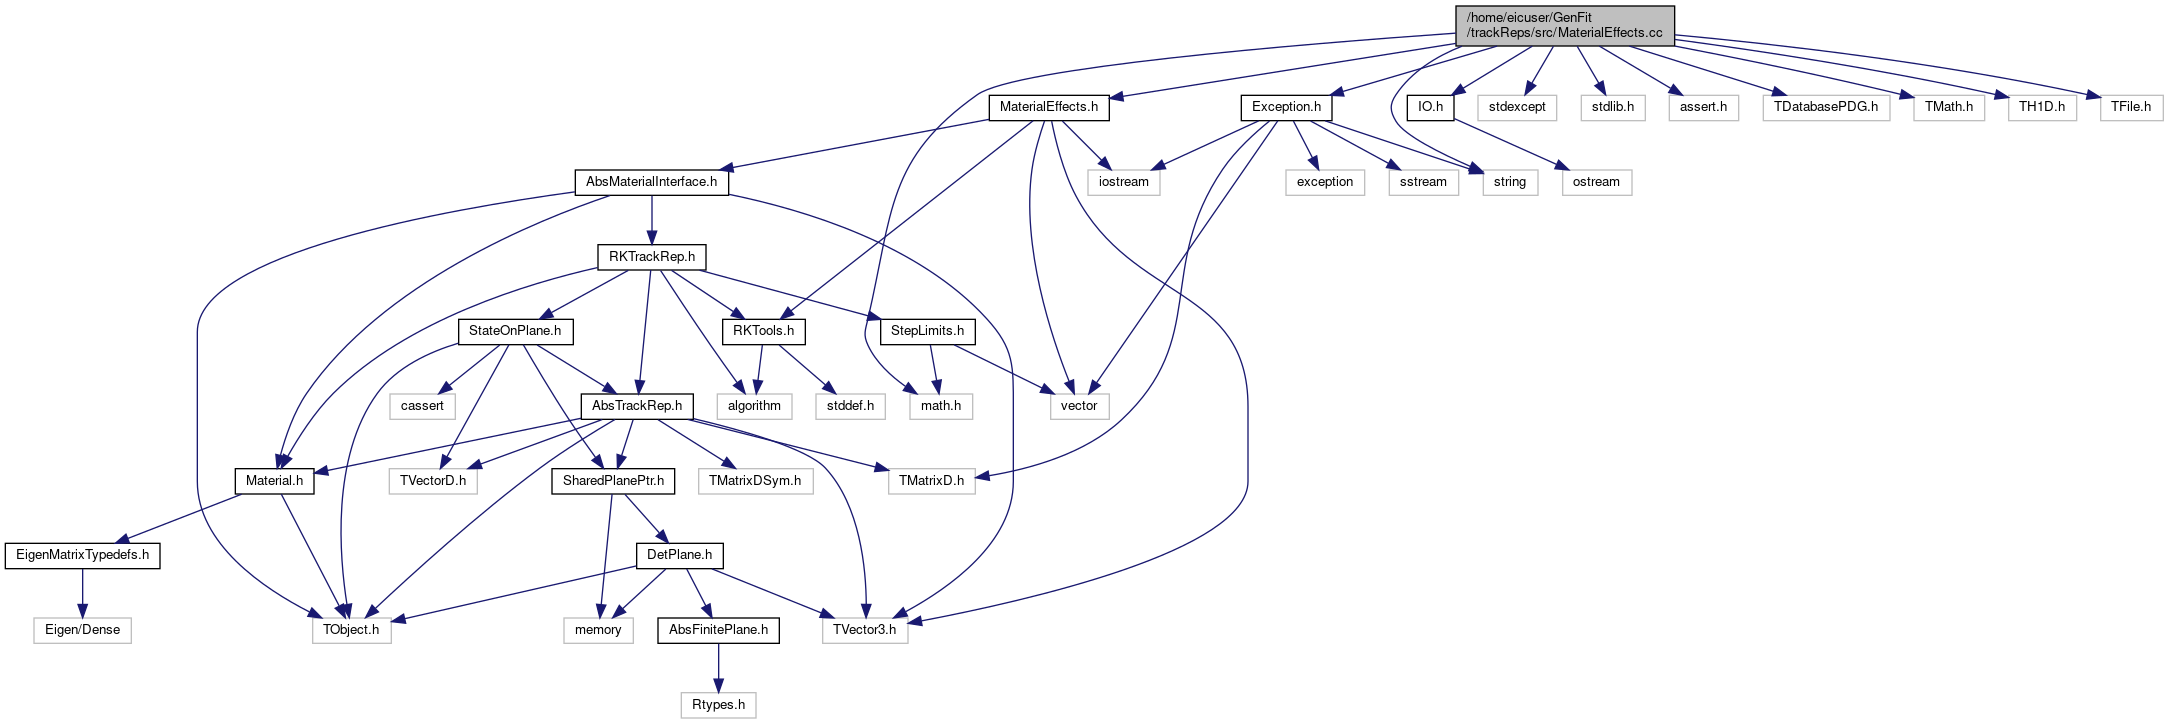 /home/eicuser/GenFit
/trackReps/src/MaterialEffects.cc
MaterialEffects.h
Exception.h
IO.h
stdexcept
stdlib.h
assert.h
TDatabasePDG.h
TMath.h
TH1D.h
TFile.h
AbsMaterialInterface.h
iostream
exception
sstream
string
ostream
RKTrackRep.h
StateOnPlane.h
RKTools.h
StepLimits.h
cassert
AbsTrackRep.h
algorithm
stddef.h
math.h
vector
Material.h
TVectorD.h
SharedPlanePtr.h
TMatrixDSym.h
TMatrixD.h
EigenMatrixTypedefs.h
DetPlane.h
Eigen/Dense
TObject.h
memory
AbsFinitePlane.h
TVector3.h
Rtypes.h